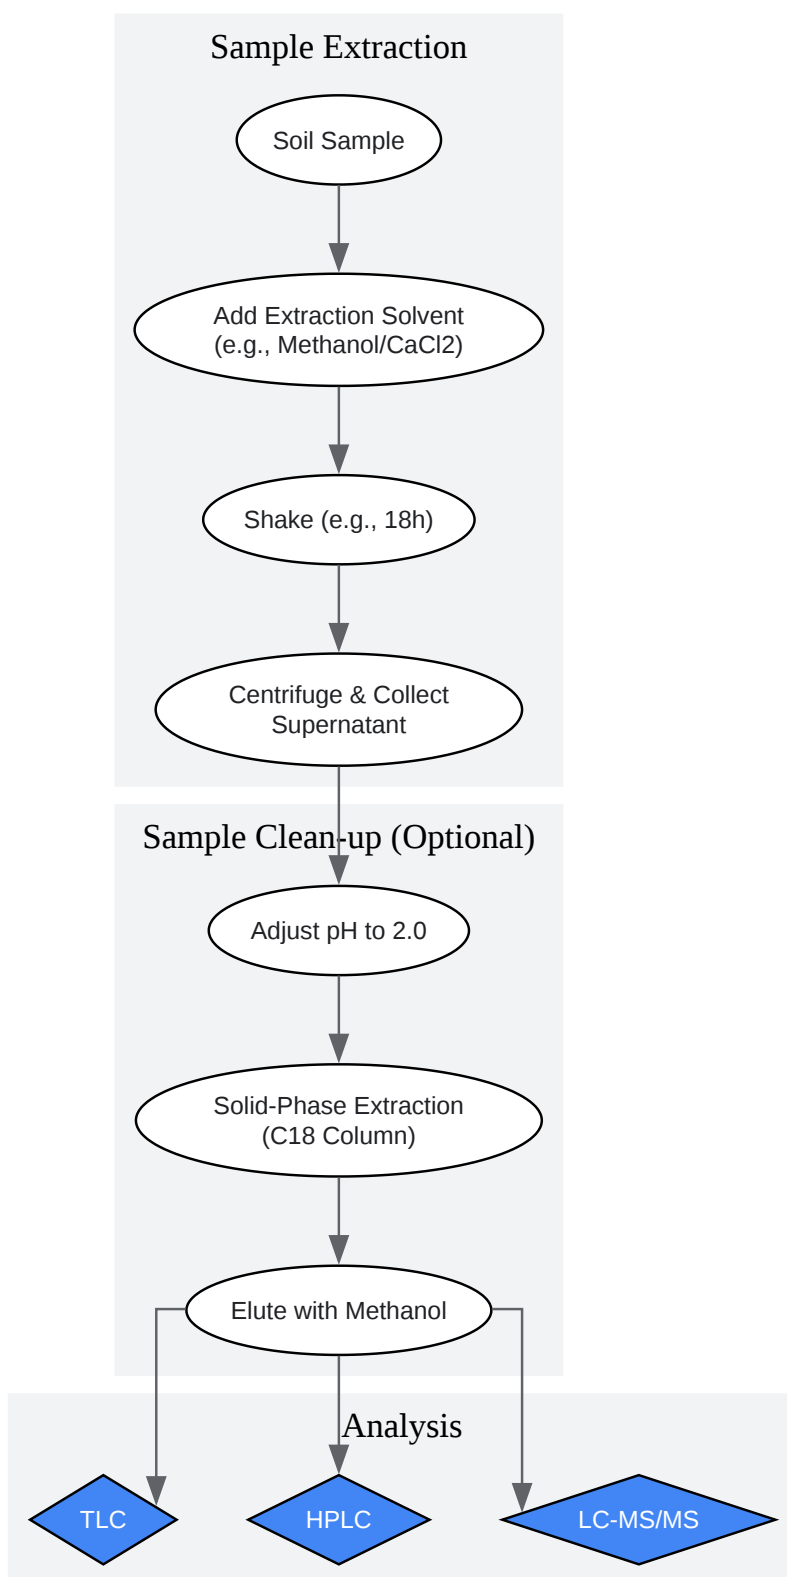 Sample Extraction
Soil Sample
Add Extraction Solvent
(e.g., Methanol/CaCl2)
Shake (e.g., 18h)
Centrifuge & Collect
Supernatant
Sample Clean-up (Optional)
Adjust pH to 2.0
Solid-Phase Extraction
(C18 Column)
Elute with Methanol
Analysis
TLC
HPLC
LC-MS/MS